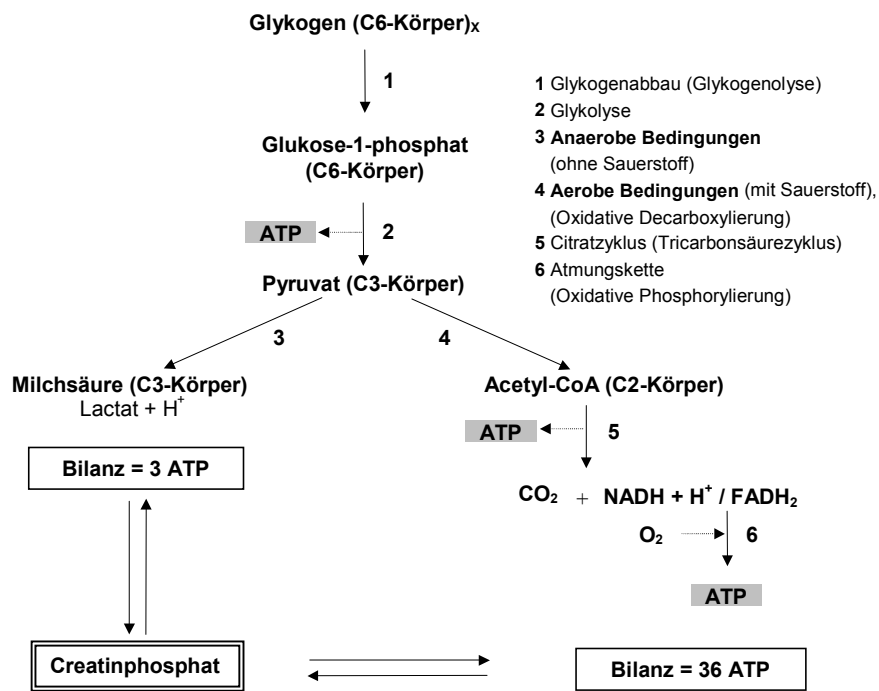 Glykogen (C6-Körper)x
1
Glukose-1-phosphat
(C6-Körper)
ATP
2
Pyruvat (C3-Körper)
3
4
Milchsäure (C3-Körper)
Lactat + H+
Bilanz = 3 ATP
Creatinphosphat
Acetyl-CoA (C2-Körper)
ATP
5
CO2 + NADH + H+ / FADH2
O2
6
ATP
Bilanz = 36 ATP
1 Glykogenabbau (Glykogenolyse)
2 Glykolyse
3 Anaerobe Bedingungen
(ohne Sauerstoff)
4 Aerobe Bedingungen (mit Sauerstoff),
(Oxidative Decarboxylierung)
5 Citratzyklus (Tricarbonsäurezyklus)
6 Atmungskette
(Oxidative Phosphorylierung)